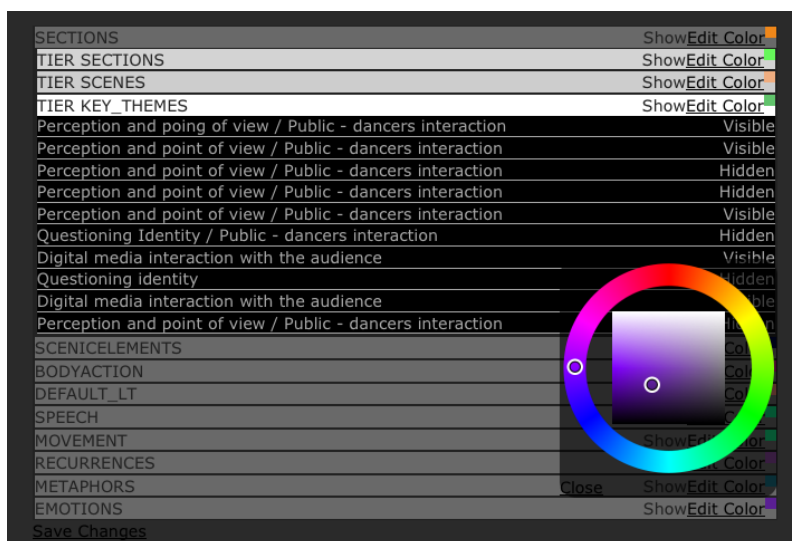 SECTIONS ShowEdit Color
TIER SECTIONS ShowEdit Color
TIER SCENES ShowEdit Color
TIER KEY_THEMES ShowEdit Color
Perception and poing of view / Public - dancers interaction Visible
Perception and point of view / Public - dancers interaction Visible
Perception and point of view / Public - dancers interaction Hidden
Perception and point of view / Public - dancers interaction Hidden
Perception and point of view / Public - dancers interaction Visible
Questioning Identity / Public - dancers interaction Hidden
Digital media interaction with the audience Visible
Questioning identity Hidden
Digital media interaction with the audience
Perception and point of view / Public - dancers interaction
SCENICELEMENTS
BODYACTION
DEFAULT_LT
SPEECH
MOVEMENT Show
RECURRENCES Color
METAPHORS Close ShowEdit Color
EMOTIONS ShowEdit Color
Save Changes